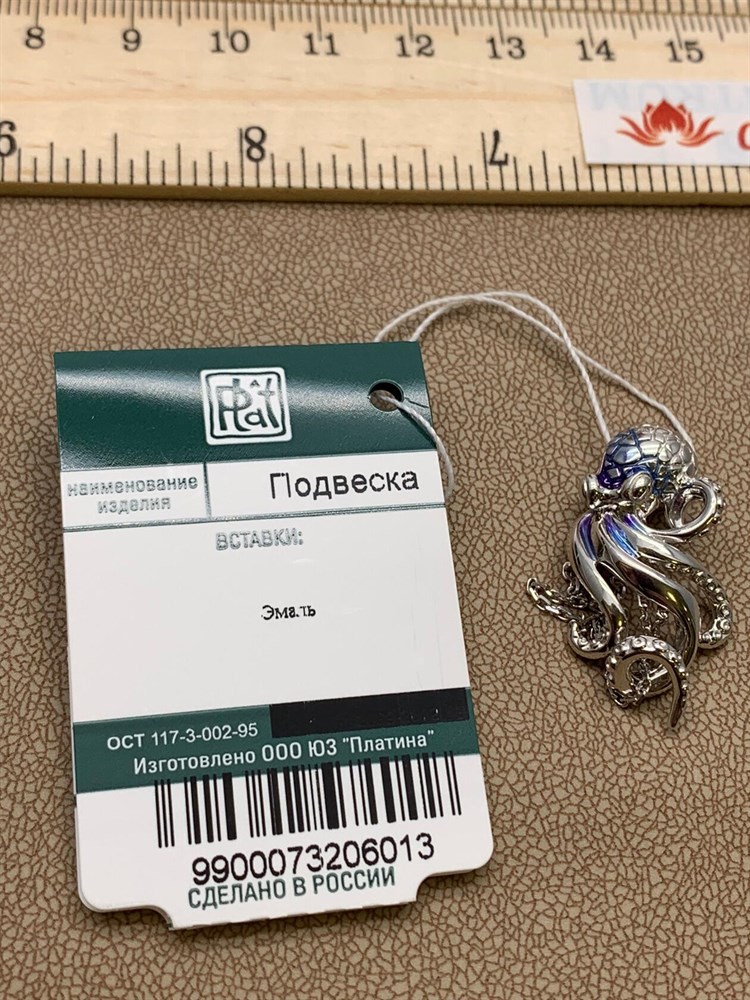 8 9 10 11 12 13 14 15
9 8 7
Plat
наименование
изделия
Подвеска
ВСТАВКИ:
Эмаль
ОСТ 117-3-002-95
Изготовлено ООО ЮЗ "Платина"
9900073206013
СДЕЛАНО В РОССИИ